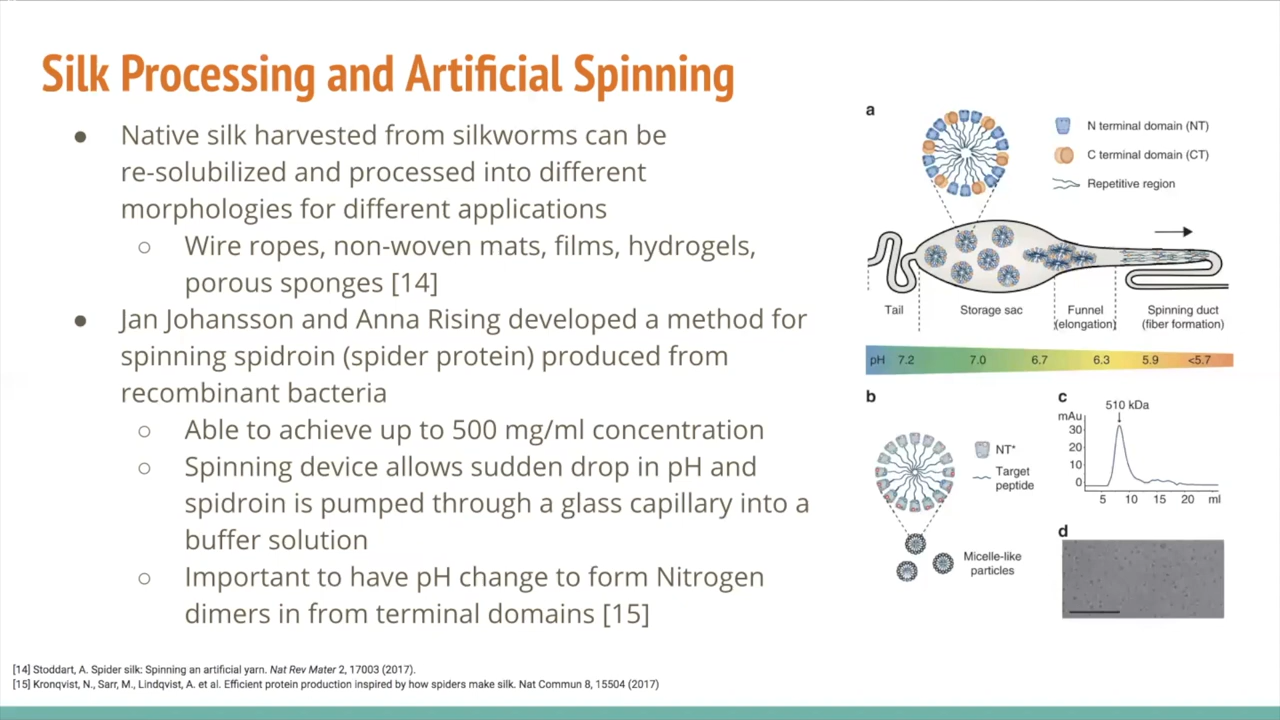 Silk Processing and Artificial Spinning
● Native silk harvested from silkworms can be
re-solubilized and processed into different
morphologies for different applications
○ Wire ropes, non-woven mats, films, hydrogels,
porous sponges [14]
● Jan Johansson and Anna Rising developed a method for
spinning spidroin (spider protein) produced from
recombinant bacteria
○ Able to achieve up to 500 mg/ml concentration
○ Spinning device allows sudden drop in pH and
spidroin is pumped through a glass capillary into a
buffer solution
○ Important to have pH change to form Nitrogen
dimers in from terminal domains [15]
a
N terminal domain (NT)
C terminal domain (CT)
Repetitive region
Tail
Storage sac
Funnel
(elongation)
Spinning duct
(fiber formation)
pH 7.2 7.0 6.7 6.3 5.9 <5.7
b
NT*
Target
peptide
Micelle-like
particles
c
510 kDa
mAu
30
20
10
0
5 10 15 20 ml
d
[14] Stoddart, A. Spider silk: Spinning an artificial yarn. Nat Rev Mater 2, 17003 (2017).
[15] Kronqvist, N., Sarr, M., Lindqvist, A. et al. Efficient protein production inspired by how spiders make silk. Nat Commun 8, 15504 (2017)